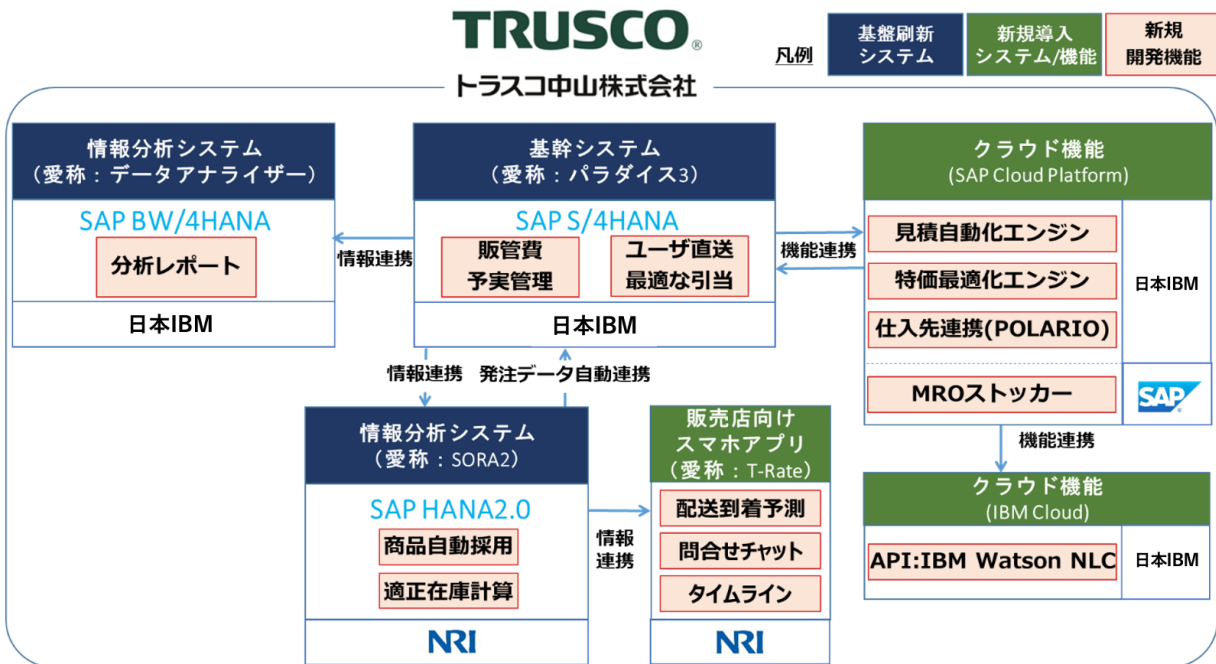 TRUSCO®
トラスコ中山株式会社
凡例
基盤刷新
システム
新規導入
システム/機能
新規
開発機能
情報分析システム
（愛称：データアナライザー）
SAP BW/4HANA
分析レポート
日本IBM
情報連携
基幹システム
（愛称：パラダイス3）
SAP S/4HANA
販管費
予実管理
ユーザ直送
最適な引当
日本IBM
機能連携
クラウド機能
(SAP Cloud Platform)
見積自動化エンジン
特価最適化エンジン
仕入先連携(POLARIO)
日本IBM
MROストッカー
SAP
情報連携
発注データ自動連携
機能連携
情報分析システム
（愛称：SORA2）
SAP HANA2.0
商品自動採用
適正在庫計算
NRI
情報
連携
販売店向け
スマホアプリ
（愛称：T-Rate）
配送到着予測
問合せチャット
タイムライン
NRI
クラウド機能
(IBM Cloud)
API:IBM Watson NLC
日本IBM